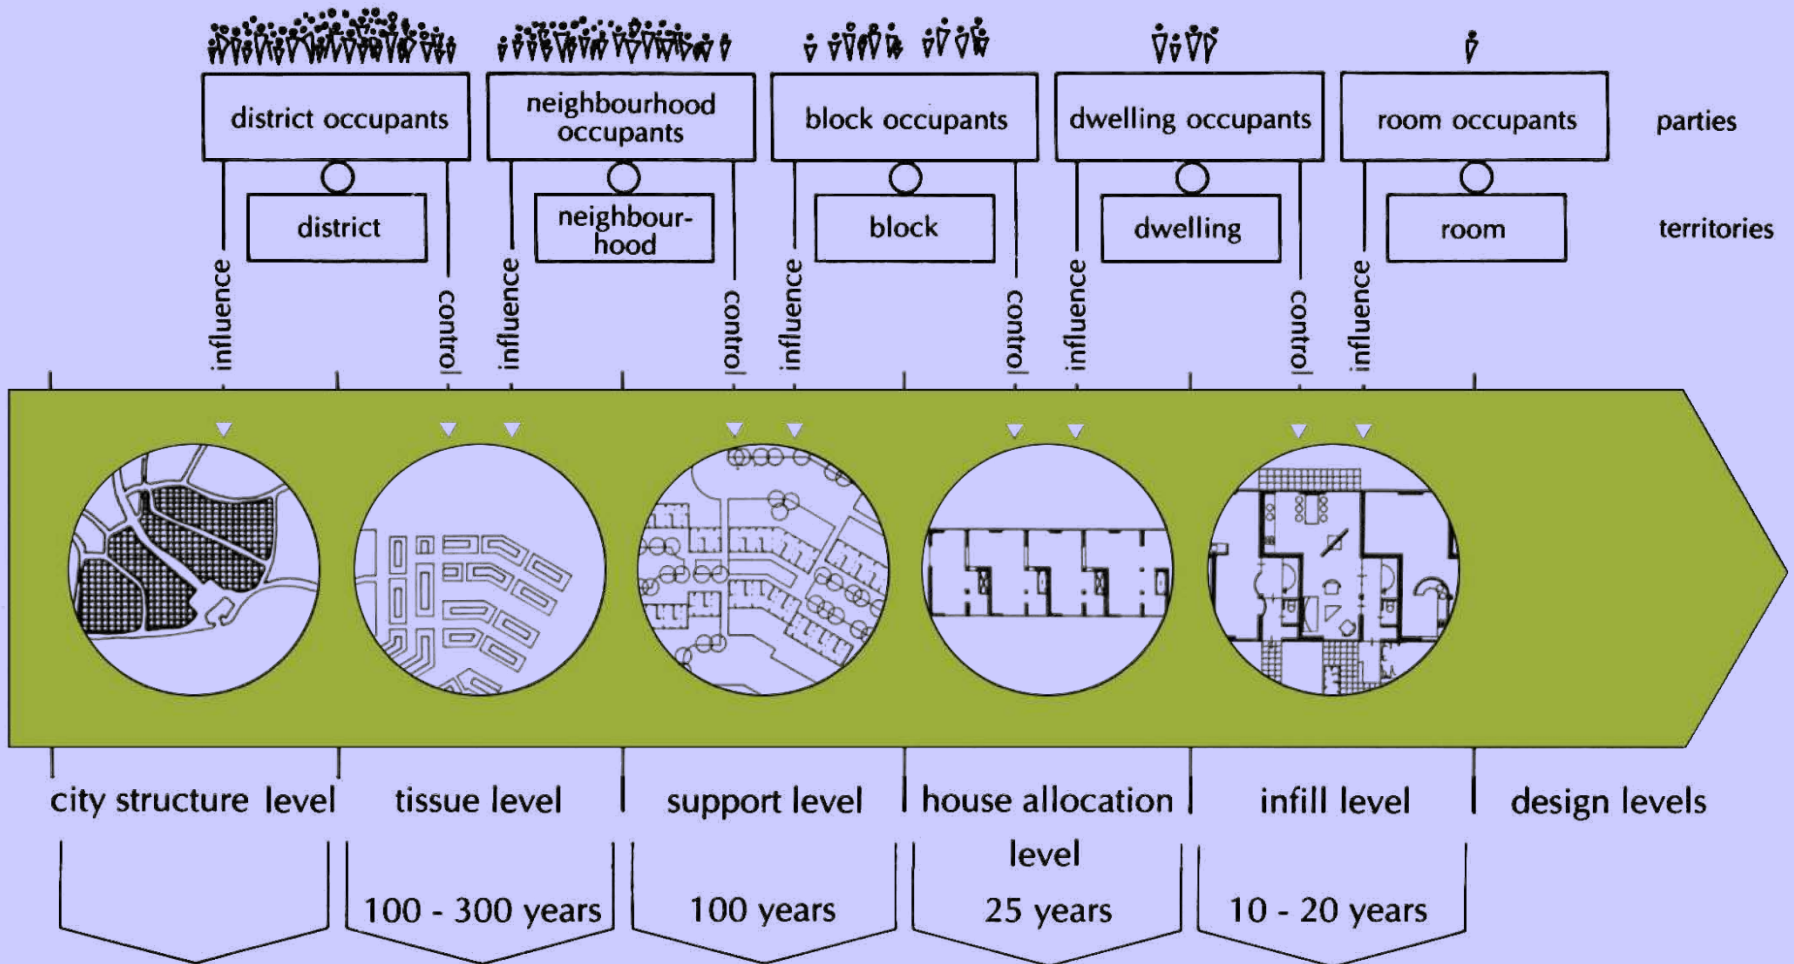 district occupants
neighbourhood
occupants
block occupants
dwelling occupants
room occupants
parties
district
neighbour-
hood
block
dwelling
room
territories
influence
control
influence
control
influence
control
influence
control
influence
city structure level
tissue level
support level
house allocation
level
infill level
design levels
100 - 300 years
100 years
25 years
10 - 20 years